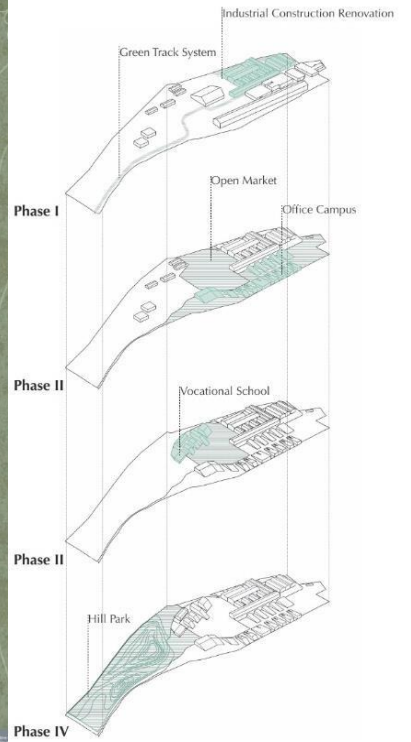 Industrial Construction Renovation
Green Track System
Phase I
Open Market
Office Campus
Phase II
Vocational School
Phase II
Hill Park
Phase IV